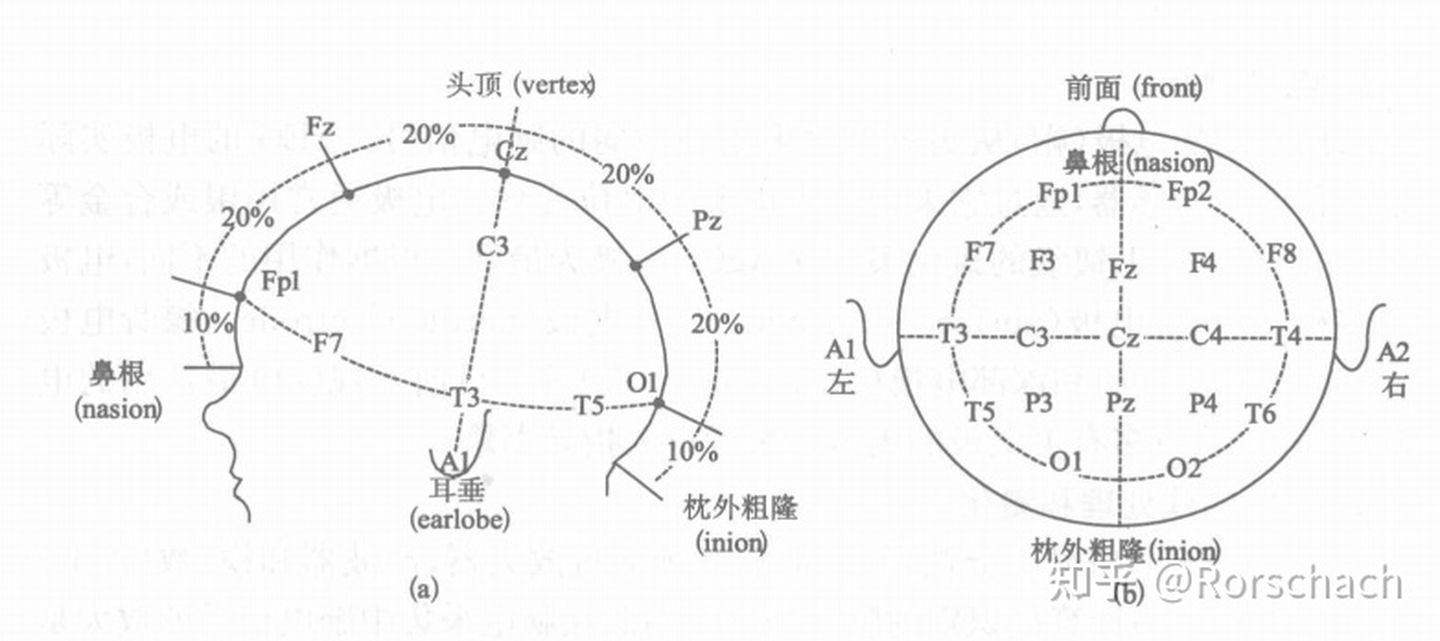 头顶 (vertex)
Fz
20%
Cz
20%
20%
Pz
C3
Fp1
10%
20%
F7
鼻根
(nasion)
T3
T5
O1
10%
A1
耳垂
(earlobe)
枕外粗隆
(inion)
(a)
前面 (front)
鼻根 (nasion)
Fp1 Fp2
F7 F3 Fz F4 F8
A1 T3 C3 Cz C4 T4 A2
左 右
T5 P3 Pz P4 T6
O1 O2
枕外粗隆(inion)
(b)
知乎 @Rorschach